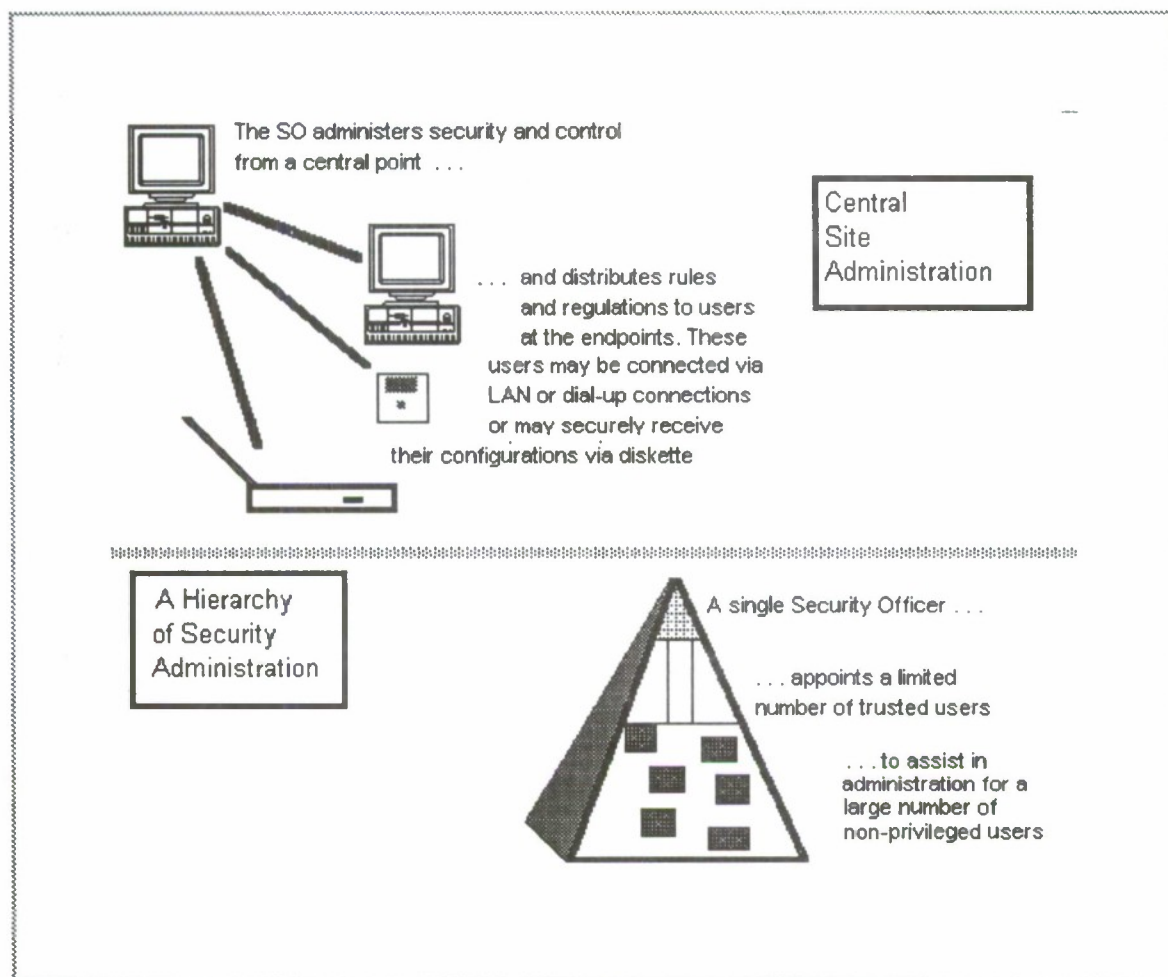 The SO administers security and control
from a central point . . .
Central
Site
Administration
. . . and distributes rules
and regulations to users
at the endpoints. These
users may be connected via
LAN or dial-up connections
or may securely receive
their configurations via diskette
A Hierarchy
of Security
Administration
A single Security Officer . . .
. . . appoints a limited
number of trusted users
. . . to assist in
administration for a
large number of
non-privileged users